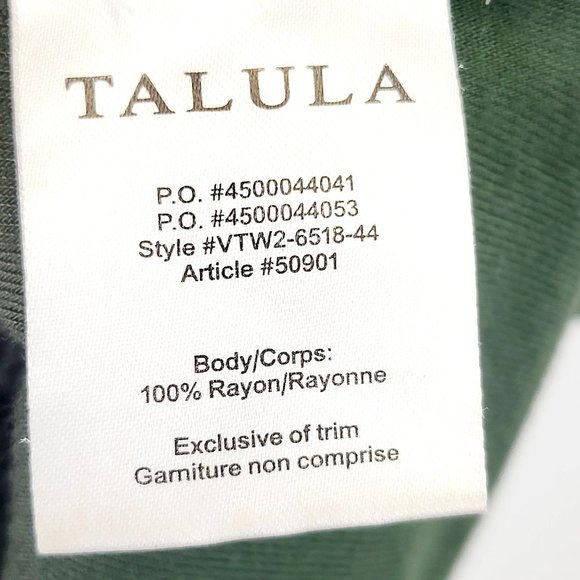 TALULA
P.O. #4500044041
P.O. #4500044053
Style #VTW2-6518-44
Article #50901
Body/Corps:
100% Rayon/Rayonne
Exclusive of trim
Garniture non comprise